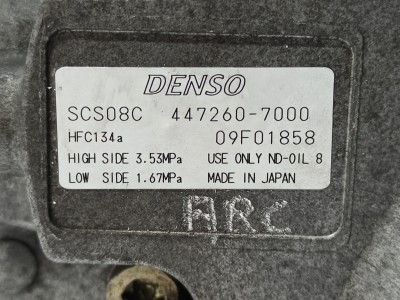 DENSO
SCS08C 447260-7000
HFC134a 09F01858
HIGH SIDE 3.53MPa USE ONLY ND-OIL 8
LOW SIDE 1.67MPa MADE IN JAPAN
ARC